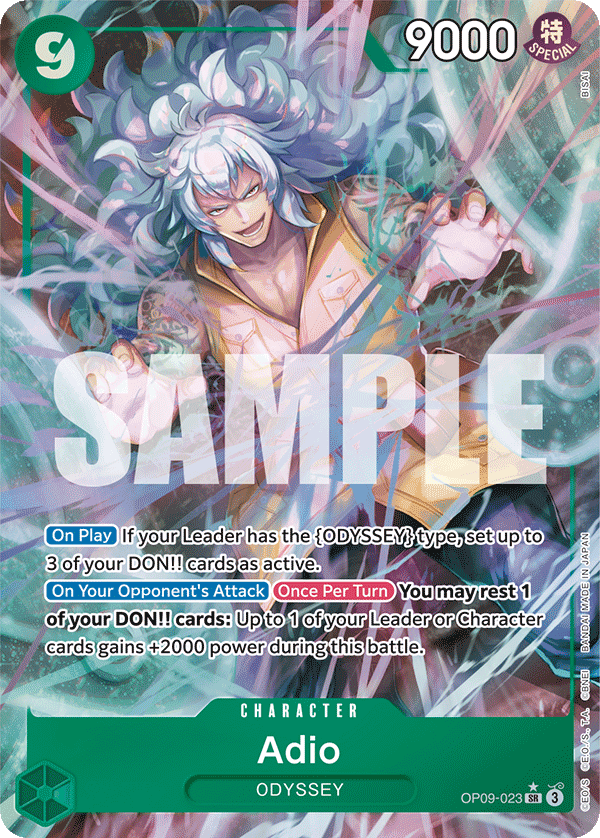 9
9000
特
SPECIAL
BISAI
SAMPLE
On Play If your Leader has the {ODYSSEY} type, set up to
3 of your DON!! cards as active.
On Your Opponent's Attack Once Per Turn You may rest 1
of your DON!! cards: Up to 1 of your Leader or Character
cards gains +2000 power during this battle.
©E.O/S ©E.O./S., T.A. ©BNEI BANDAI MADE IN JAPAN
CHARACTER
Adio
ODYSSEY
OP09-023 SR 3